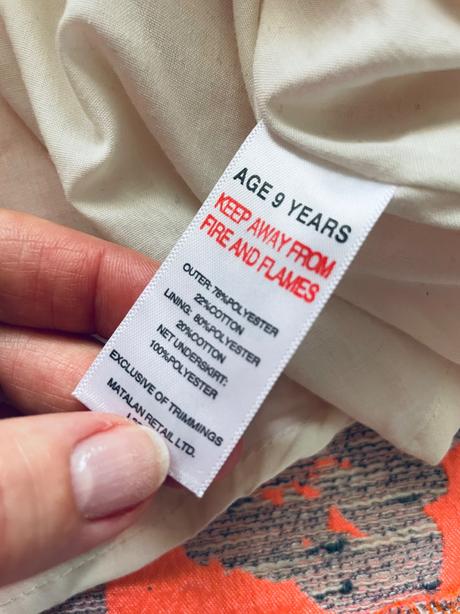 AGE 9 YEARS
KEEP AWAY FROM
FIRE AND FLAMES
OUTER: 78%POLYESTER
22%COTTON
LINING: 80%POLYESTER
20%COTTON
NET UNDERSKIRT:
100%POLYESTER
EXCLUSIVE OF TRIMMINGS
MATALAN RETAIL LTD.